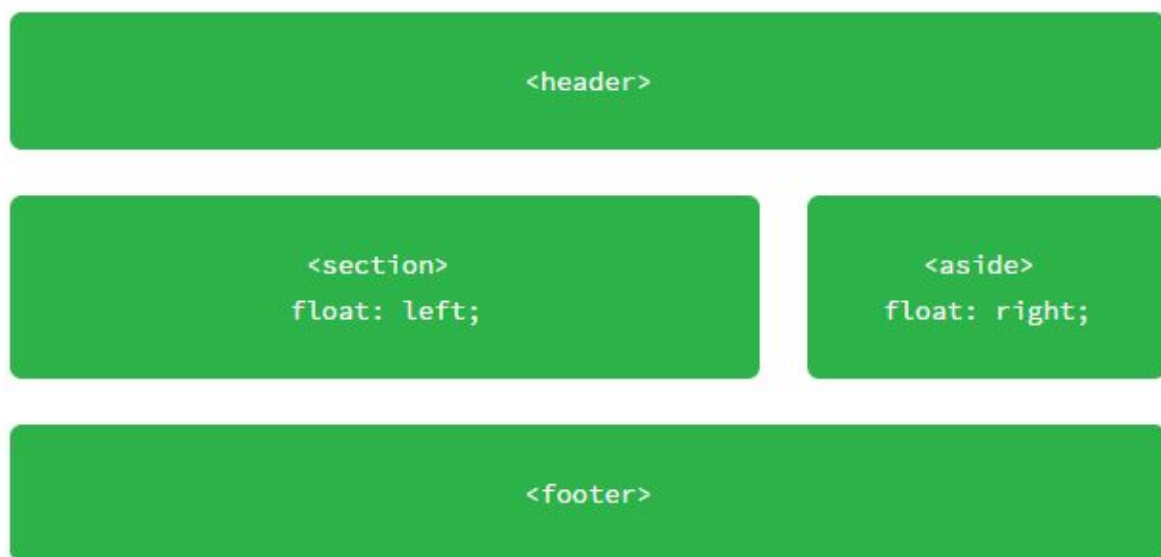 <header>
<section>
float: left;
<aside>
float: right;
<footer>